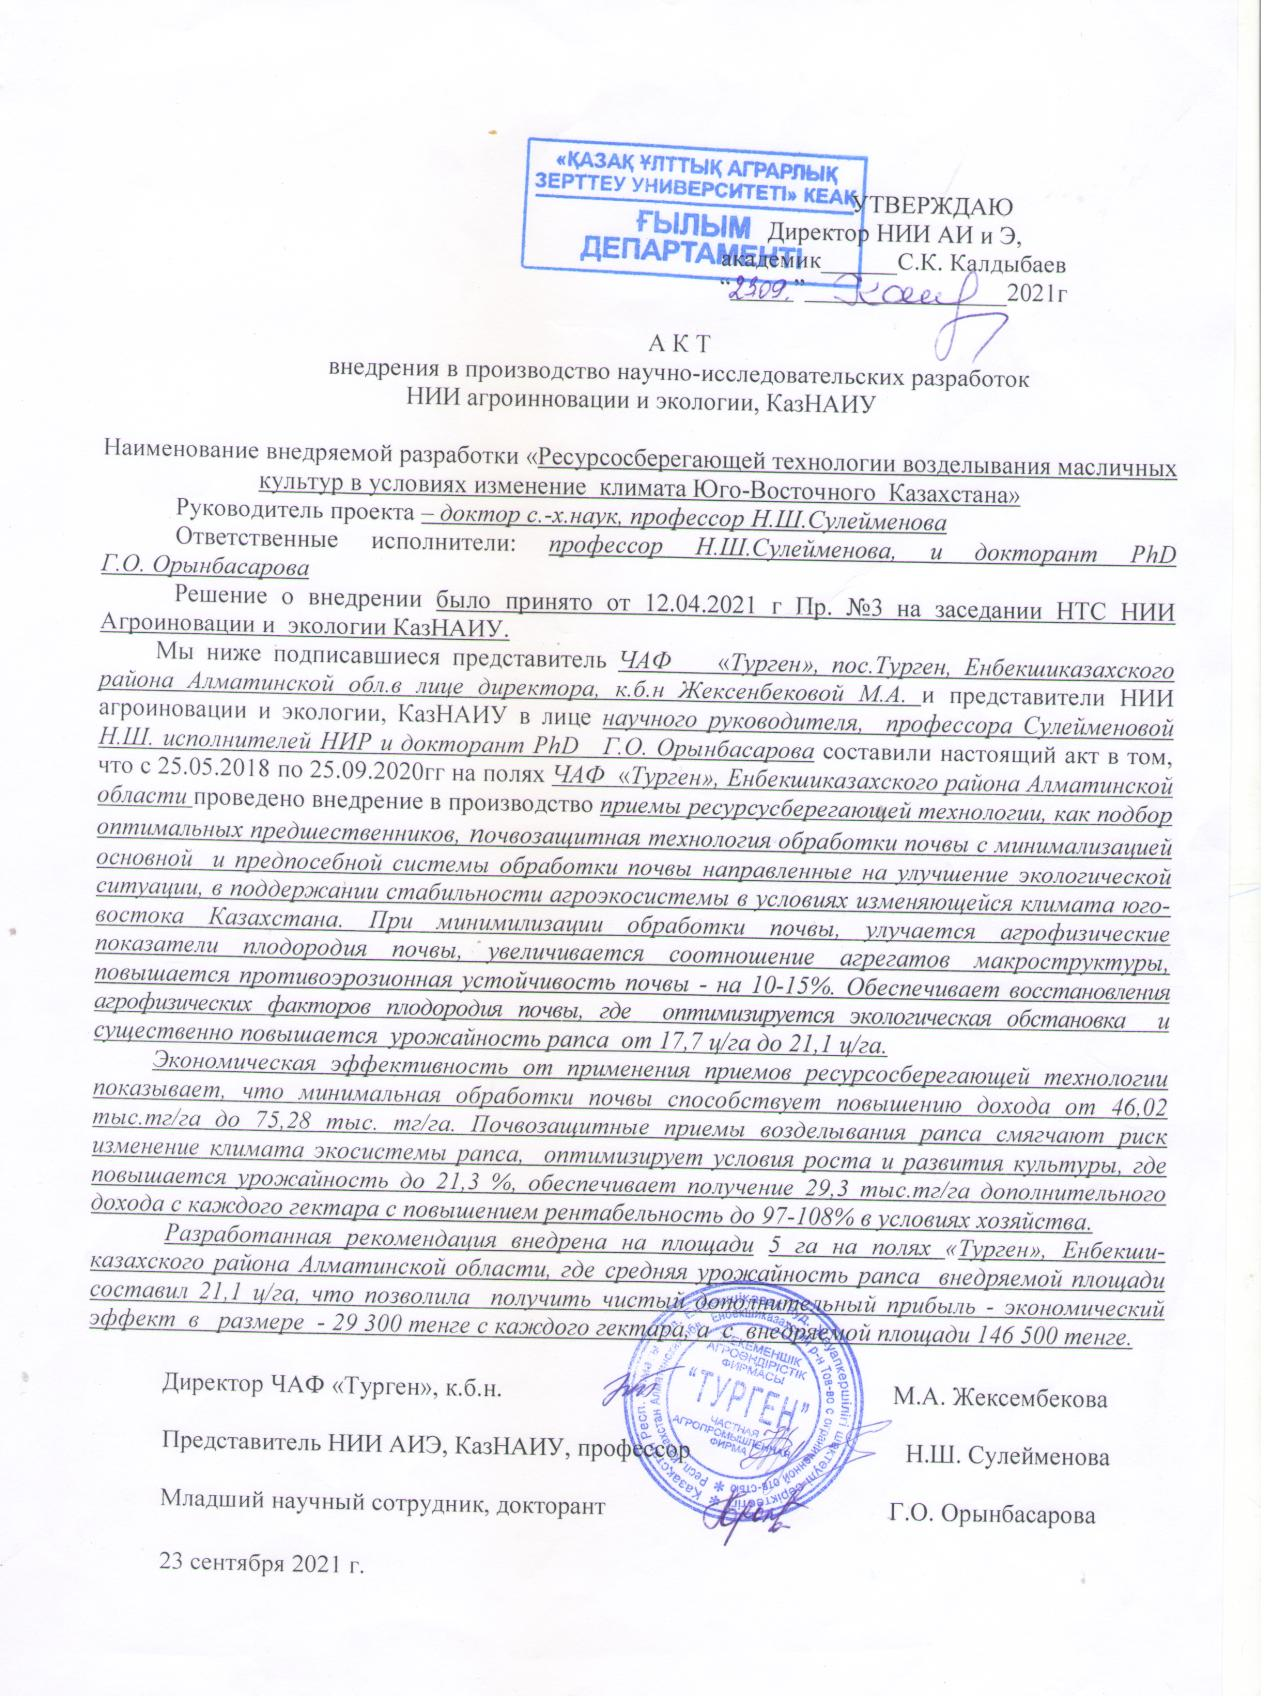 «ҚАЗАҚ ҰЛТТЫҚ АГРАРЛЫҚ
ЗЕРТТЕУ УНИВЕРСИТЕТІ» КЕАҚ
ҒЫЛЫМ
ДЕПАРТАМЕНТІ
УТВЕРЖДАЮ
Директор НИИ АИ и Э,
академик______С.К. Калдыбаев
“23.09.”________________2021г
А К Т
внедрения в производство научно-исследовательских разработок
НИИ агроинновации и экологии, КазНАИУ
Наименование внедряемой разработки «Ресурсосберегающей технологии возделывания масличных
культур в условиях изменение климата Юго-Восточного Казахстана»
Руководитель проекта – доктор с.-х.наук, профессор Н.Ш.Сулейменова
Ответственные исполнители: профессор Н.Ш.Сулейменова, и докторант PhD
Г.О. Орынбасарова
Решение о внедрении было принято от 12.04.2021 г Пр. №3 на заседании НТС НИИ
Агроиновации и экологии КазНАИУ.
Мы ниже подписавшиеся представитель ЧАФ «Турген», пос.Турген, Енбекшиказахского
района Алматинской обл.в лице директора, к.б.н Жексенбековой М.А. и представители НИИ
агроиновации и экологии, КазНАИУ в лице научного руководителя, профессора Сулейменовой
Н.Ш. исполнителей НИР и докторант PhD Г.О. Орынбасарова составили настоящий акт в том,
что с 25.05.2018 по 25.09.2020гг на полях ЧАФ «Турген», Енбекшиказахского района Алматинской
области проведено внедрение в производство приемы ресурсусберегающей технологии, как подбор
оптимальных предшественников, почвозащитная технология обработки почвы с минимализацией
основной и предпосебной системы обработки почвы направленные на улучшение экологической
ситуации, в поддержании стабильности агроэкосистемы в условиях изменяющейся климата юго-
востока Казахстана. При минимилизации обработки почвы, улучается агрофизические
показатели плодородия почвы, увеличивается соотношение агрегатов макроструктуры,
повышается противоэрозионная устойчивость почвы - на 10-15%. Обеспечивает восстановления
агрофизических факторов плодородия почвы, где оптимизируется экологическая обстановка и
существенно повышается урожайность рапса от 17,7 ц/га до 21,1 ц/га.
Экономическая эффективность от применения приемов ресурсосберегающей технологии
показывает, что минимальная обработки почвы способствует повышению дохода от 46,02
тыс.тг/га до 75,28 тыс. тг/га. Почвозащитные приемы возделывания рапса смягчают риск
изменение климата экосистемы рапса, оптимизирует условия роста и развития культуры, где
повышается урожайность до 21,3 %, обеспечивает получение 29,3 тыс.тг/га дополнительного
дохода с каждого гектара с повышением рентабельность до 97-108% в условиях хозяйства.
Разработанная рекомендация внедрена на площади 5 га на полях «Турген», Енбекши-
казахского района Алматинской области, где средняя урожайность рапса внедряемой площади
составил 21,1 ц/га, что позволила получить чистый дополнительный прибыль - экономический
эффект в размере - 29 300 тенге с каждого гектара, а с внедряемой площади 146 500 тенге.
Директор ЧАФ «Турген», к.б.н. М.А. Жексембекова
Представитель НИИ АИЭ, КазНАИУ, профессор Н.Ш. Сулейменова
Младший научный сотрудник, докторант Г.О. Орынбасарова
23 сентября 2021 г.
АГРОӨНДІРІСТІК
ФИРМАСЫ
“ТУРГЕН”
ЧАСТНАЯ
АГРОПРОМЫШЛЕННАЯ
ФИРМА